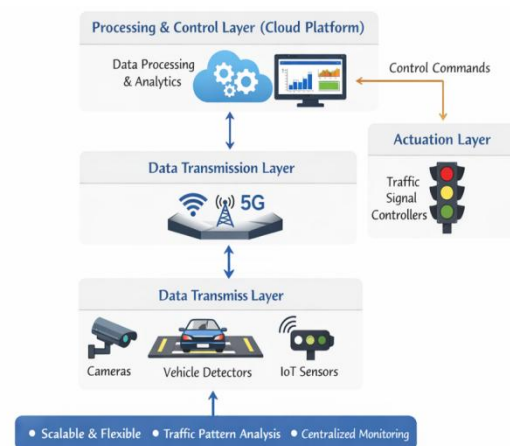 Processing & Control Layer (Cloud Platform)
Data Processing
& Analytics
Control Commands
Actuation Layer
Traffic
Signal
Controllers
Data Transmission Layer
5G
Data Transmiss Layer
Cameras
Vehicle Detectors
IoT Sensors
• Scalable & Flexible • Traffic Pattern Analysis • Centralized Monitoring